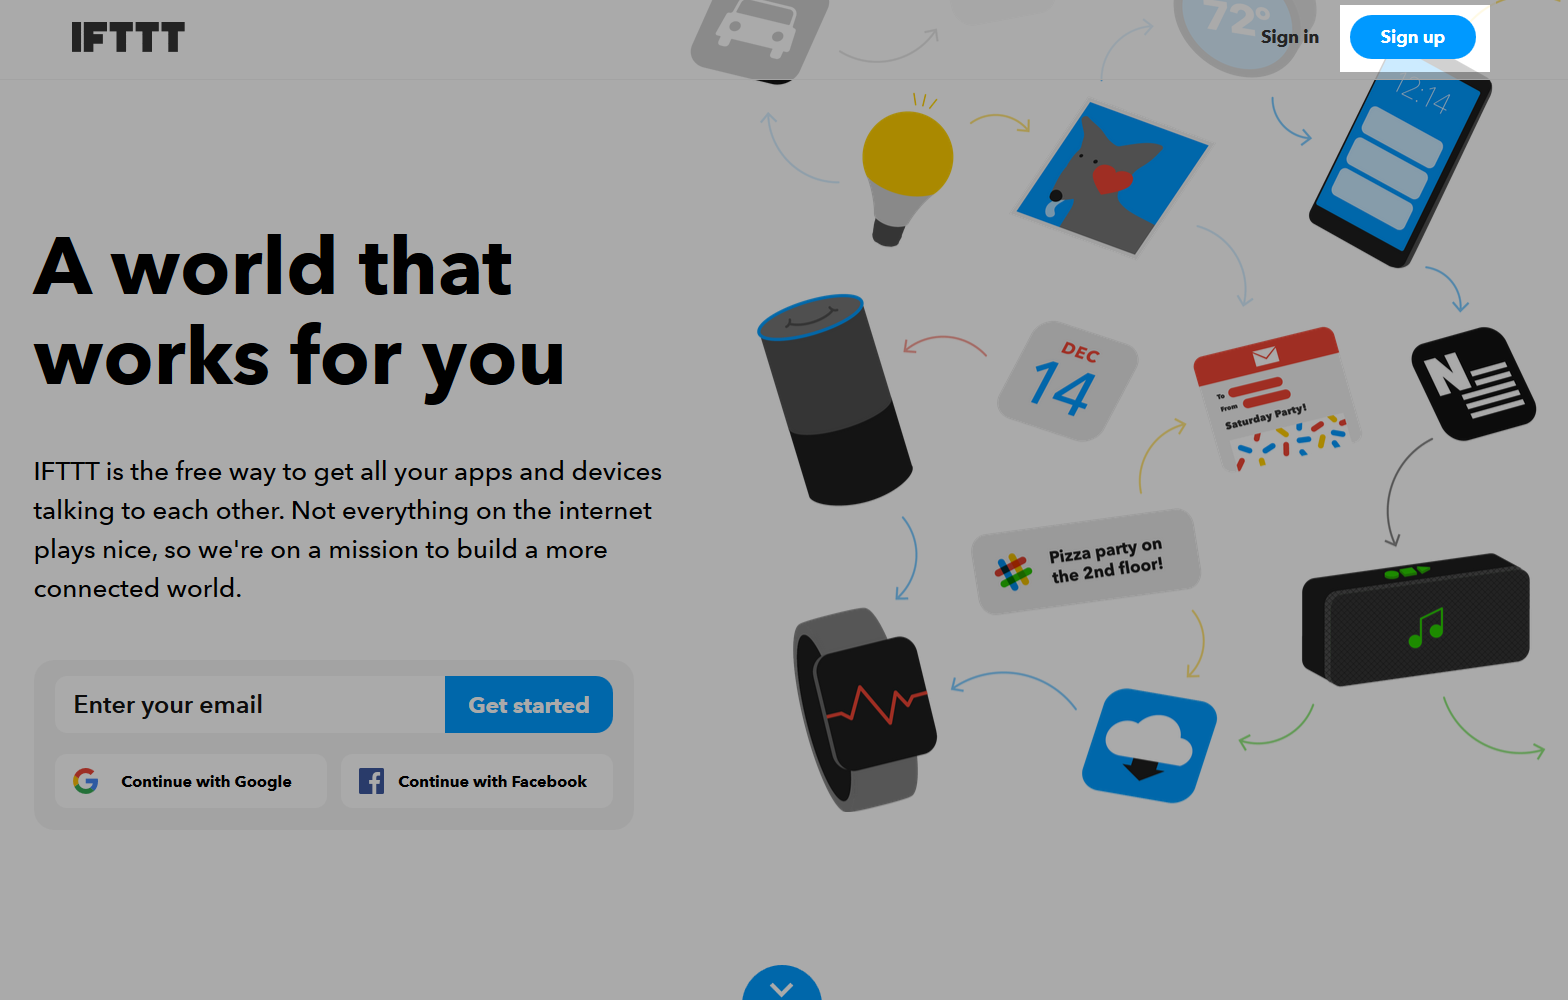 IFTTT
72°
Sign in
Sign up
12:14
A world that
works for you
DEC
14
To
From
Saturday Party!
N
IFTTT is the free way to get all your apps and devices
talking to each other. Not everything on the internet
plays nice, so we're on a mission to build a more
connected world.
Pizza party on
the 2nd floor!
Enter your email
Get started
Continue with Google
Continue with Facebook